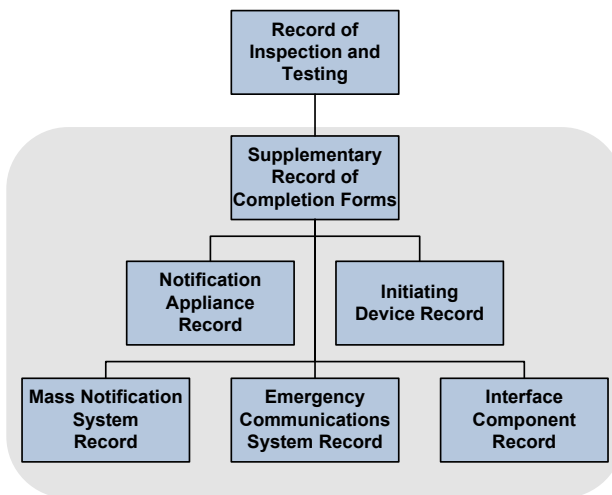 Record of
Inspection and
Testing
Supplementary
Record of
Completion Forms
Notification
Appliance
Record
Initiating
Device Record
Mass Notification
System
Record
Emergency
Communications
System Record
Interface
Component
Record